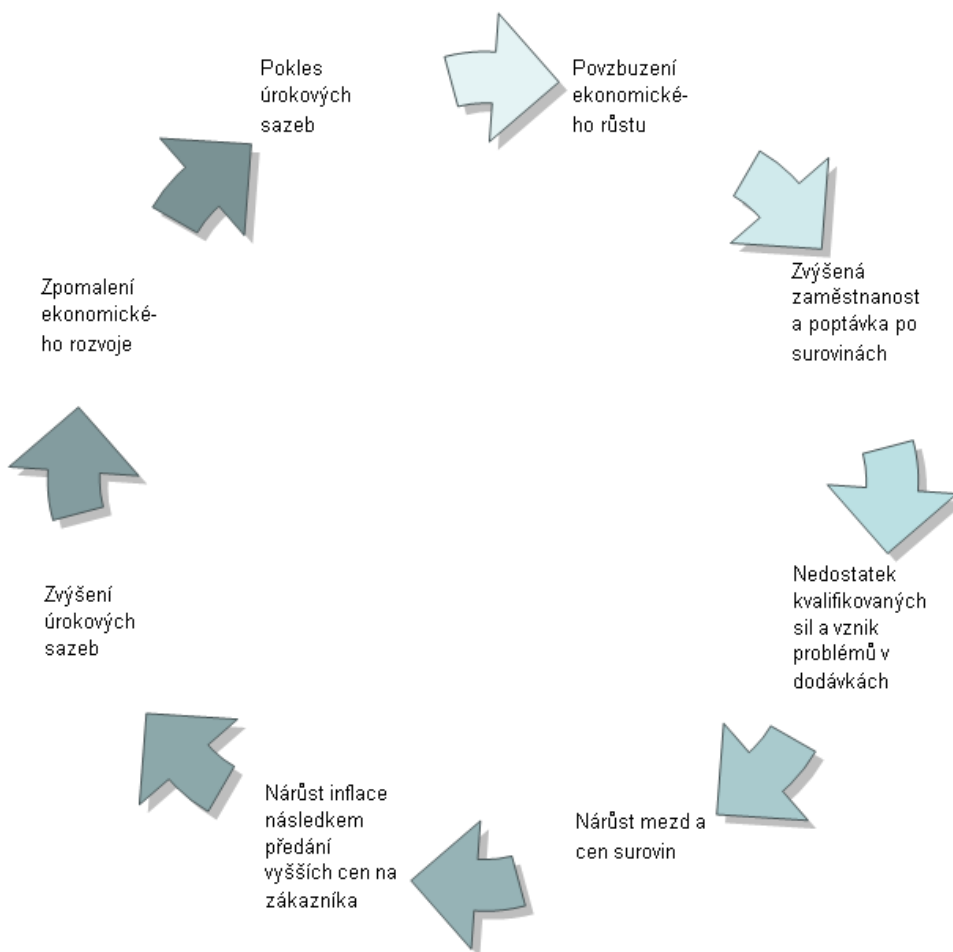 Pokles
úrokových
sazeb
Povzbuzení
ekonomické-
ho růstu
Zvýšená
zaměstnanost
a poptávka po
surovinách
Nedostatek
kvalifikovaných
sil a vznik
problémů v
dodávkách
Nárůst mezd a
cen surovin
Nárůst inflace
následkem
předání
vyšších cen na
zákazníka
Zvýšení
úrokových
sazeb
Zpomalení
ekonomické-
ho rozvoje